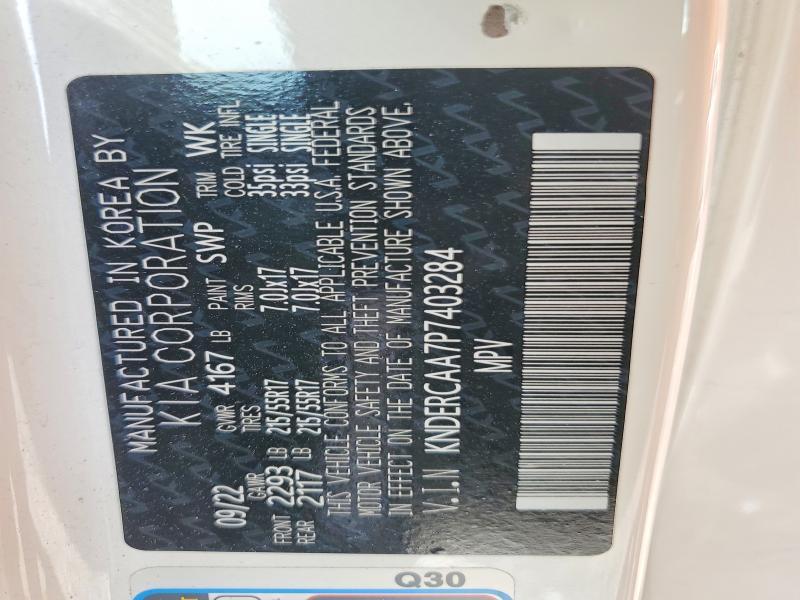 MANUFACTURED IN KOREA BY
KIA CORPORATION
09/22 GVWR 4167 LB PAINT SWP TRIM WK
GAWR TIRES RIMS COLD TIRE INFL
FRONT 2293 LB 215/55R17 7.0Jx17 35psi SINGLE
REAR 2117 LB 215/55R17 7.0Jx17 33psi SINGLE
THIS VEHICLE CONFORMS TO ALL APPLICABLE U.S.A. FEDERAL
MOTOR VEHICLE SAFETY AND THEFT PREVENTION STANDARDS
IN EFFECT ON THE DATE OF MANUFACTURE SHOWN ABOVE.
V.I.N KNDERCAA7P7403284
MPV
Q30